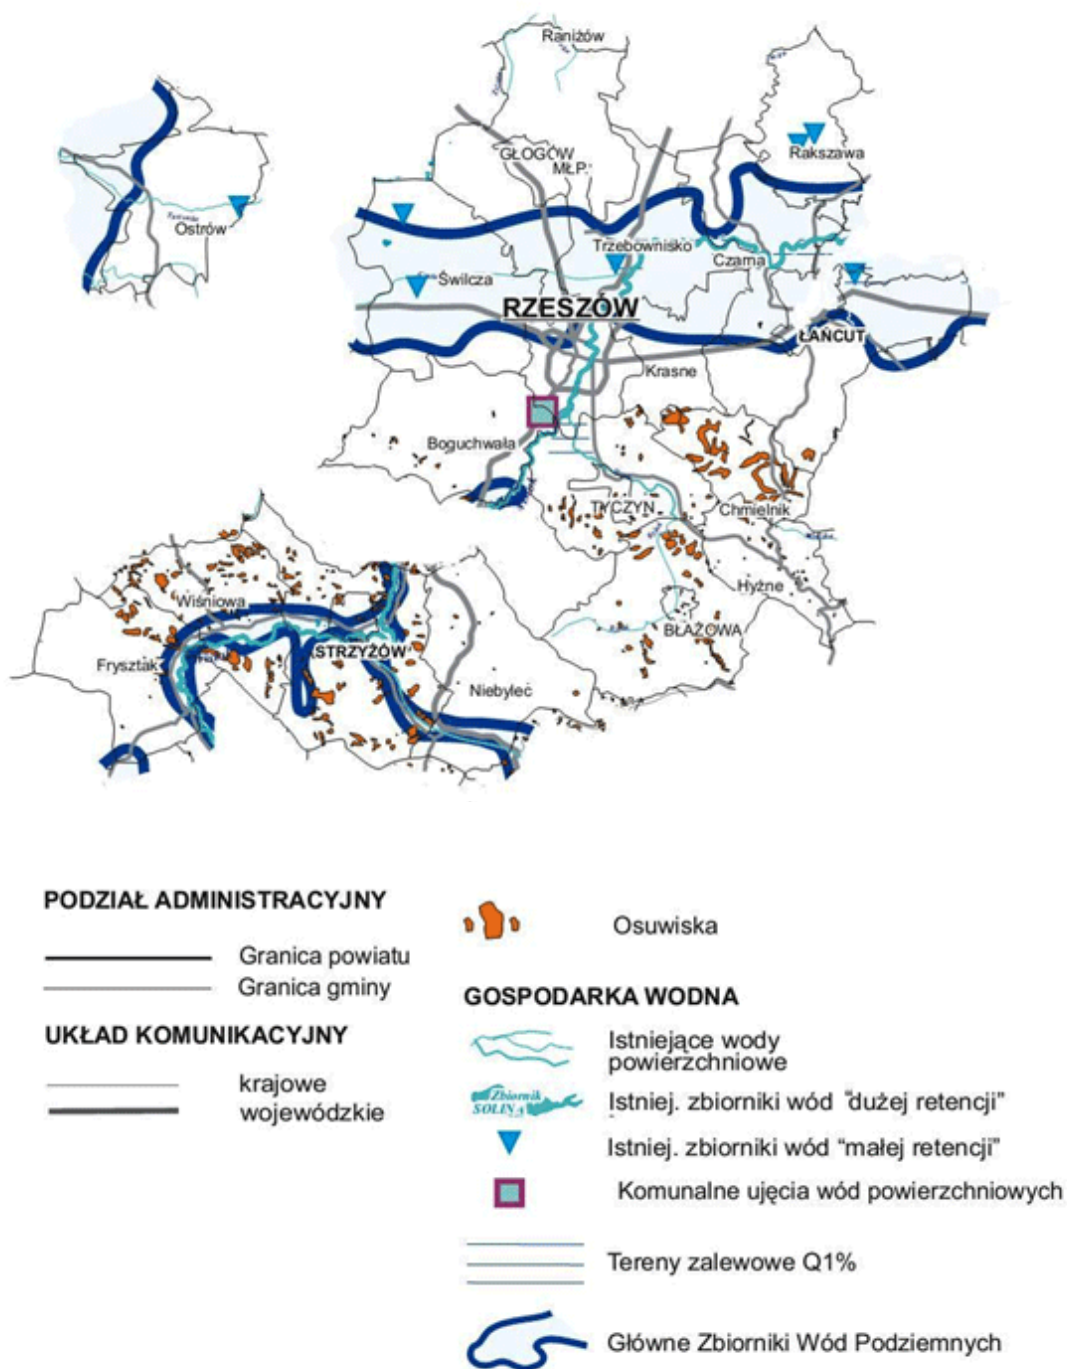 Raniżów
GŁOGÓW
MŁP.
Rakszawa
Ostrów
Trzebownisko
Czarna
Świlcza
RZESZÓW
ŁAŃCUT
Krasne
Boguchwała
TYCZYN
Chmielnik
Hyżne
Wiśniowa
BŁAŻOWA
STRZYŻÓW
Frysztak
Niebylec
PODZIAŁ ADMINISTRACYJNY
Granica powiatu
Granica gminy
UKŁAD KOMUNIKACYJNY
krajowe
wojewódzkie
Osuwiska
GOSPODARKA WODNA
Istniejące wody
powierzchniowe
Zbiornik
SOLINA
Istniej. zbiorniki wód "dużej retencji"
Istniej. zbiorniki wód "małej retencji"
Komunalne ujęcia wód powierzchniowych
Tereny zalewowe Q1%
Główne Zbiorniki Wód Podziemnych